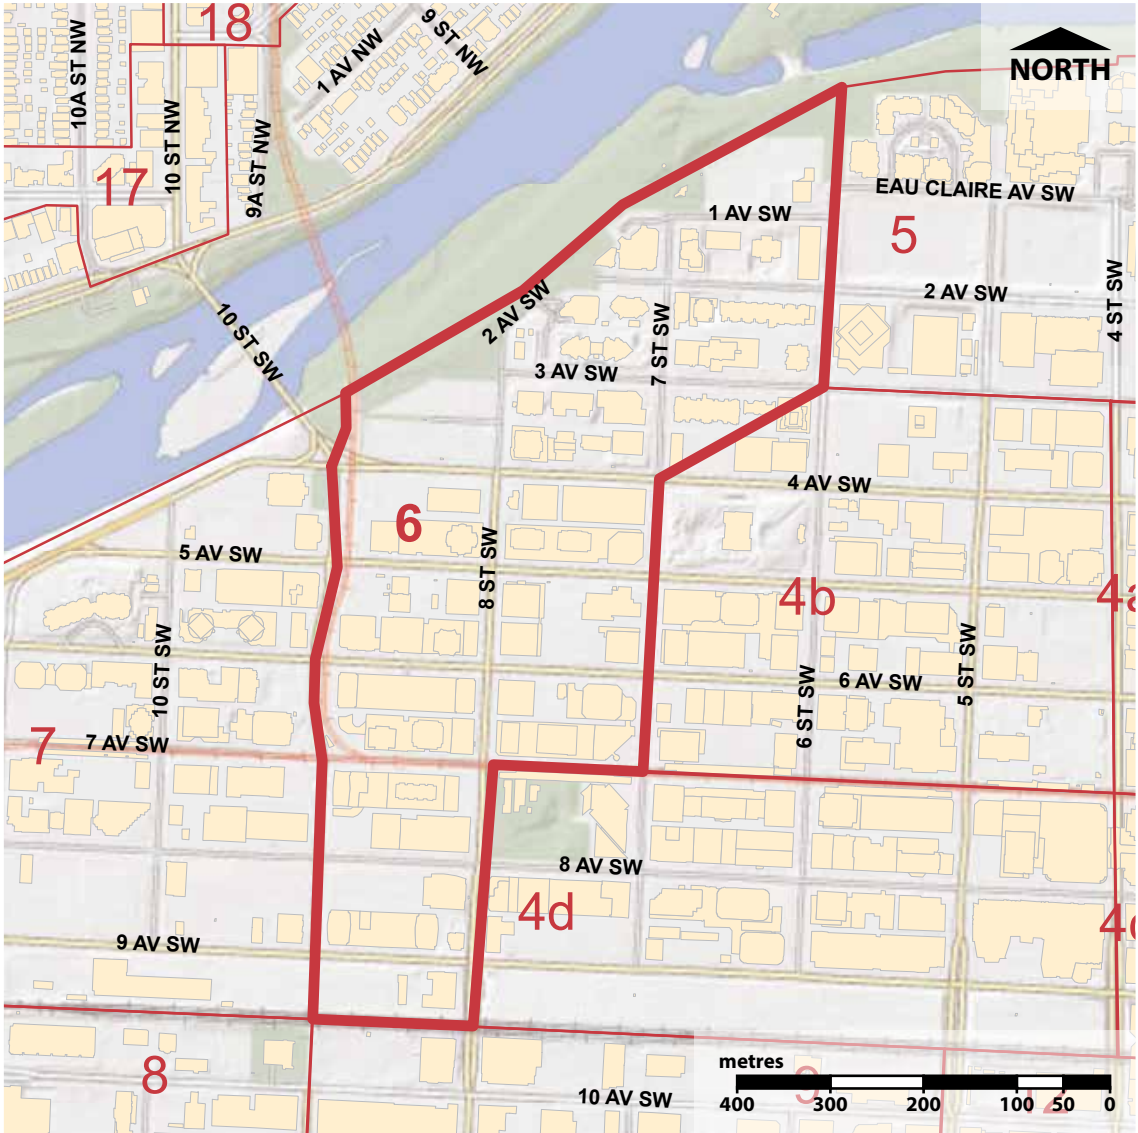 18
10A ST NW
10 ST NW
9A ST NW
1 AV NW
9 ST NW
NORTH
17
EAU CLAIRE AV SW
1 AV SW
5
10 ST SW
2 AV SW
7 ST SW
2 AV SW
4 ST SW
3 AV SW
4 AV SW
6
5 AV SW
8 ST SW
4b
4a
10 ST SW
6 ST SW
6 AV SW
5 ST SW
7
7 AV SW
8 AV SW
4d
9 AV SW
8
10 AV SW
metres
9
12
400
300
200
100
50
0